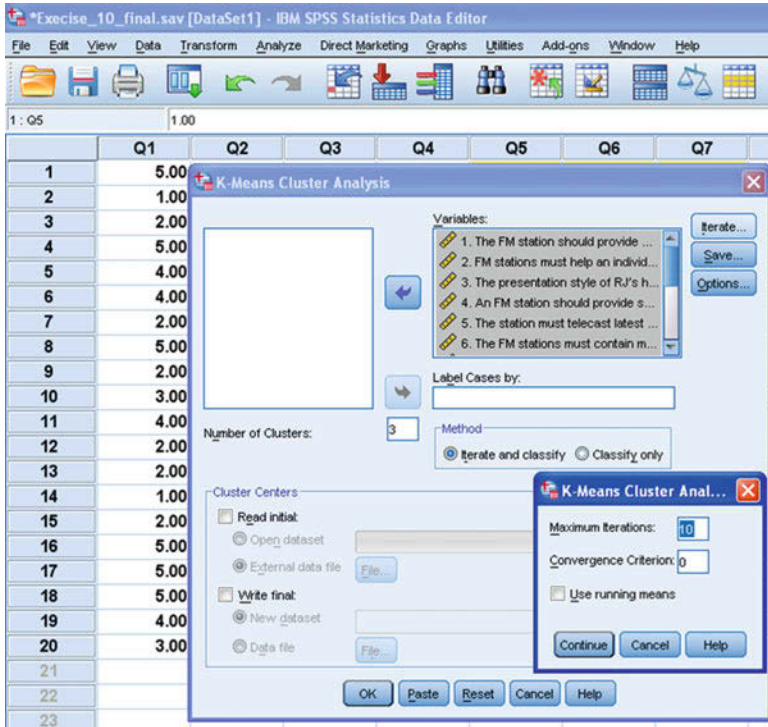 *Execise_10_final.sav [DataSet1] - IBM SPSS Statistics Data Editor
File Edit View Data Transform Analyze Direct Marketing Graphs Utilities Add-ons Window Help
1 : Q5 1.00
Q1 Q2 Q3 Q4 Q5 Q6 Q7
1 5.00
2 1.00
3 2.00
4 5.00
5 4.00
6 4.00
7 2.00
8 5.00
9 2.00
10 3.00
11 4.00
12 2.00
13 2.00
14 1.00
15 2.00
16 5.00
17 5.00
18 5.00
19 4.00
20 3.00
21
22
23
K-Means Cluster Analysis
Variables:
1. The FM station should provide ...
2. FM stations must help an individ...
3. The presentation style of RJ's h...
4. An FM station should provide s...
5. The station must telecast latest ...
6. The FM stations must contain m...
Iterate...
Save...
Options...
Label Cases by:
Number of Clusters: 3
Method
Iterate and classify Classify only
Cluster Centers
Read initial:
Open dataset
External data file File...
Write final:
New dataset
Data file File...
OK Paste Reset Cancel Help
K-Means Cluster Anal...
Maximum Iterations: 10
Convergence Criterion: 0
Use running means
Continue Cancel Help